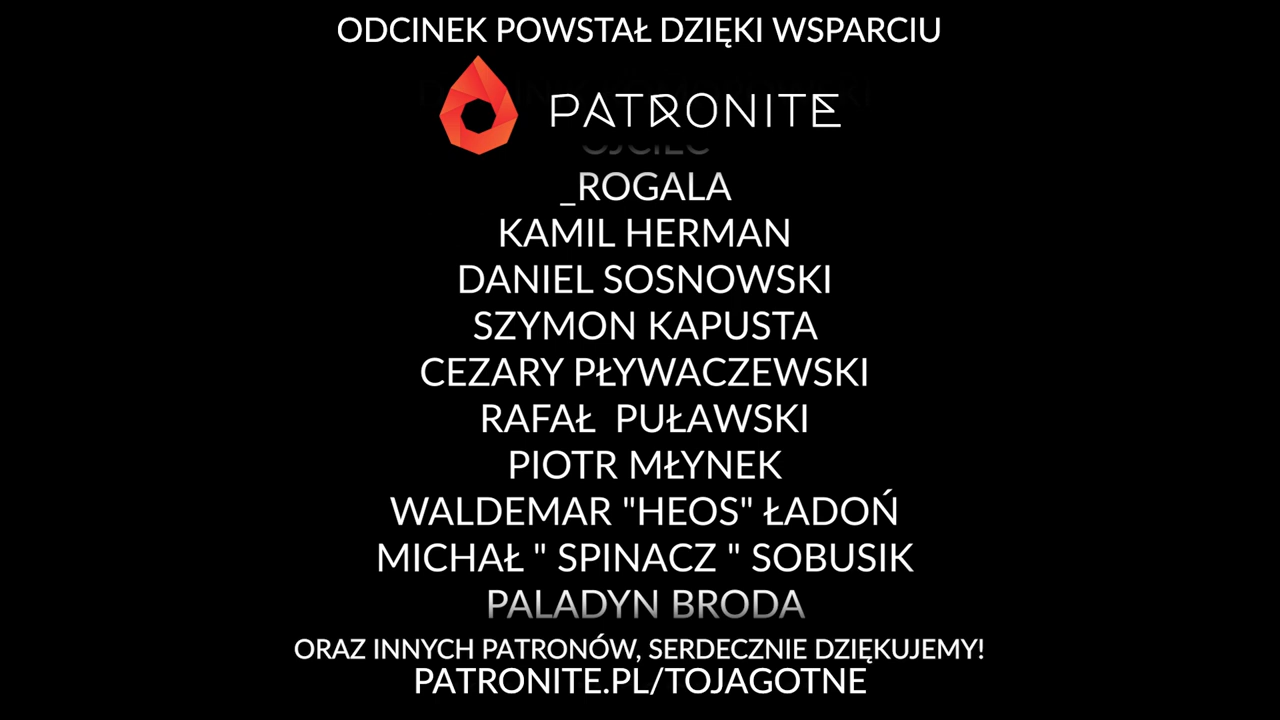 ODCINEK POWSTAŁ DZIĘKI WSPARCIU
PATRONITE
OJCIEC
_ROGALA
KAMIL HERMAN
DANIEL SOSNOWSKI
SZYMON KAPUSTA
CEZARY PŁYWACZEWSKI
RAFAŁ  PUŁAWSKI
PIOTR MŁYNEK
WALDEMAR "HEOS" ŁADOŃ
MICHAŁ " SPINACZ " SOBUSIK
PALADYN BRODA
ORAZ INNYCH PATRONÓW, SERDECZNIE DZIĘKUJEMY!
PATRONITE.PL/TOJAGOTNE